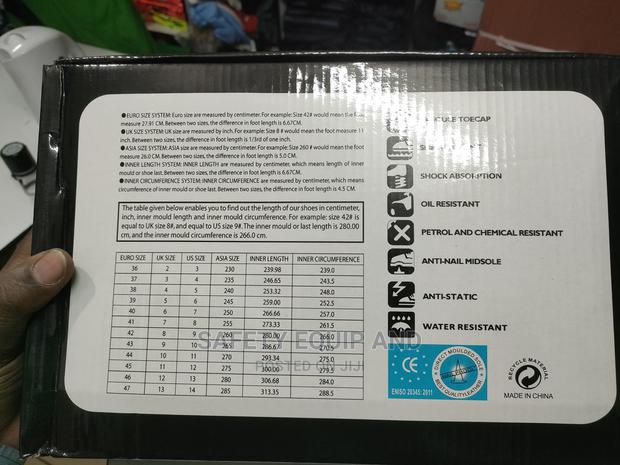 ● EURO SIZE SYSTEM: Euro size are measured by centimeter. For example: Size 42# would mean the foot
measure 27.91 CM. Between two sizes, the difference in foot length is 6.67CM.
● UK SIZE SYSTEM: UK size are measured by inch. For example: Size 8 # would measure 11
inch. Between two sizes, the difference in foot length is 1/3rd of one inch.
● ASIA SIZE SYSTEM: ASIA size are measured by centimeter. For example: Size 260 # would foot
measure 26.0 CM. Between two sizes, the difference in foot length is 5.0 CM.
● INNER LENGTH SYSTEM: INNER LENGTH are measured by centimeter, which means length of inner
mould or shoe last. Between two sizes, the difference in foot length is 6.67CM.
● INNER CIRCUMFERENCE SYSTEM: INNER CIRCUMFERENCE are measured by centimeter, which means
circumference of inner mould or shoe last. Between two sizes, the difference in foot length is 4.5 CM.
The table given below enables you to find out the length of our shoes in centimeter,
inch, inner mould length and inner mould circumference. For example: size 42# is
equal to UK size 8#, and equal to US size 9#. The inner mould or last length is 280.00
cm, and the inner mould circumference is 266.0 cm.
EURO SIZE UK SIZE US SIZE ASIA SIZE INNER LENGTH INNER CIRCUMFERENCE
36 2 3 230 239.98 239.0
37 3 4 235 246.65 243.5
38 4 5 240 253.32 248.0
39 5 6 245 259.00 252.5
40 6 7 250 266.66 257.0
41 7 8 255 273.33 261.5
42 8 9 260 280.00 266.0
43 9 10 265 286.67 270.5
44 10 11 270 293.34 275.0
45 11 12 275 300.00 279.5
46 12 13 280 306.68 284.0
47 13 14 285 313.35 288.5
TOECAP
SHOCK ABSORPTION
OIL RESISTANT
PETROL AND CHEMICAL RESISTANT
ANTI-NAIL MIDSOLE
ANTI-STATIC
WATER RESISTANT
CE
ENISO 20345: 2011
DIRECT MOULDED SOLE
BEST QUALITY LEATHER
RECYCLE MATERIAL
MADE IN CHINA
SAFETY EQUIP AND
POSTED ON JIJI